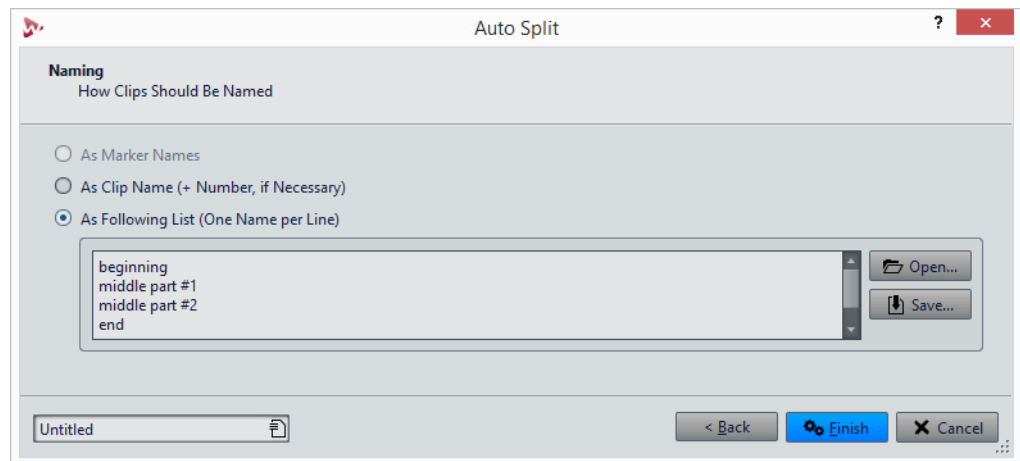 Auto Split
?
Naming
How Clips Should Be Named
As Marker Names
As Clip Name (+ Number, if Necessary)
As Following List (One Name per Line)
beginning
middle part #1
middle part #2
end
Open...
Save...
Untitled
< Back
Finish
Cancel